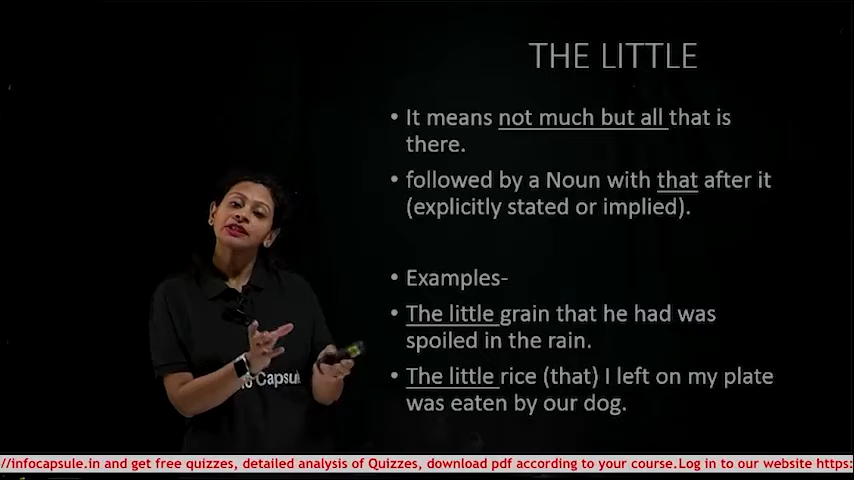 THE LITTLE
• It means not much but all that is
there.
• followed by a Noun with that after it
(explicitly stated or implied).
• Examples-
• The little grain that he had was
spoiled in the rain.
• The little rice (that) I left on my plate
was eaten by our dog.
Capsul
//infocapsule.in and get free quizzes, detailed analysis of Quizzes, download pdf according to your course.Log in to our website https: